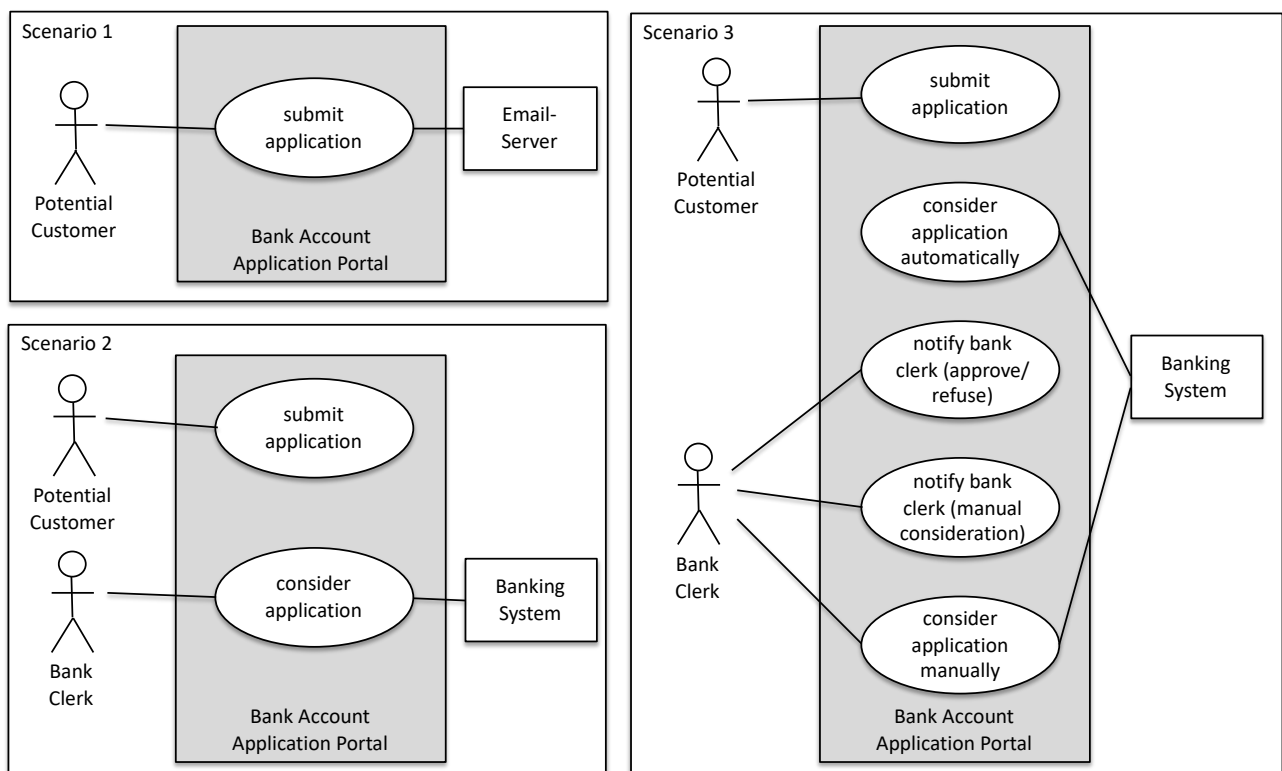 Scenario 1
submit
application
Email-
Server
Potential
Customer
Bank Account
Application Portal
Scenario 2
submit
application
Potential
Customer
consider
application
Banking
System
Bank
Clerk
Bank Account
Application Portal
Scenario 3
submit
application
Potential
Customer
consider
application
automatically
notify bank
clerk (approve/
refuse)
Banking
System
notify bank
clerk (manual
consideration)
Bank
Clerk
consider
application
manually
Bank Account
Application Portal